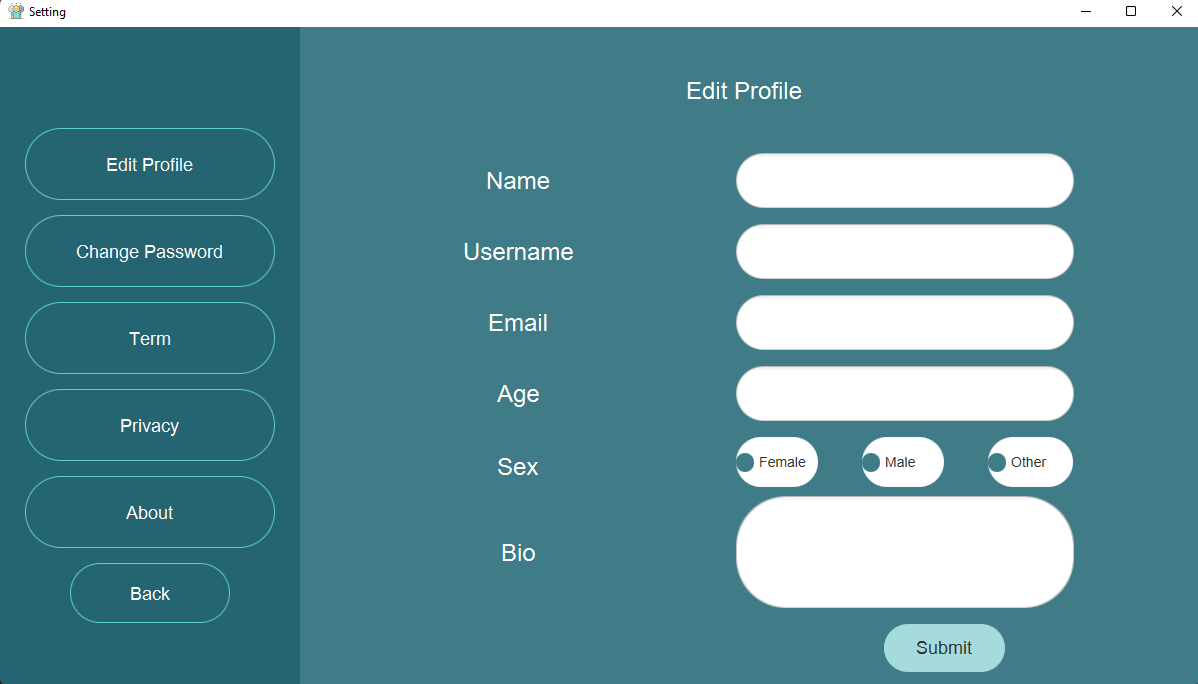 Setting
Edit Profile
Change Password
Term
Privacy
About
Back
Edit Profile
Name
Username
Email
Age
Sex
Female Male Other
Bio
Submit